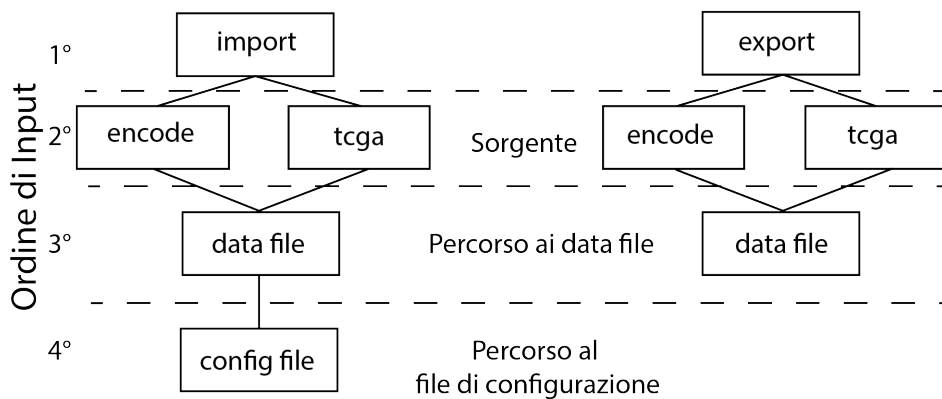 Ordine di Input
1°
import
export
2°
encode
tcga
Sorgente
encode
tcga
3°
data file
Percorso ai data file
data file
4°
config file
Percorso al
file di configurazione